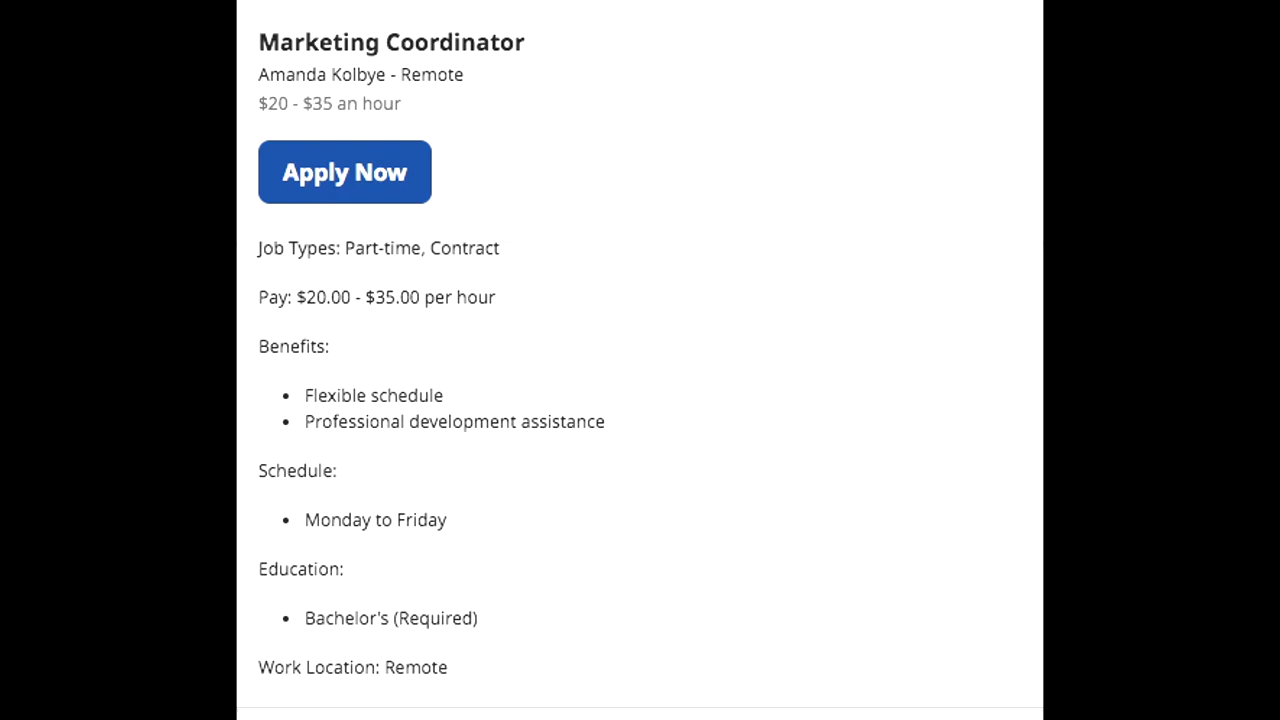 Marketing Coordinator
Amanda Kolbye - Remote
$20 - $35 an hour
Apply Now
Job Types: Part-time, Contract
Pay: $20.00 - $35.00 per hour
Benefits:
• Flexible schedule
• Professional development assistance
Schedule:
• Monday to Friday
Education:
• Bachelor's (Required)
Work Location: Remote